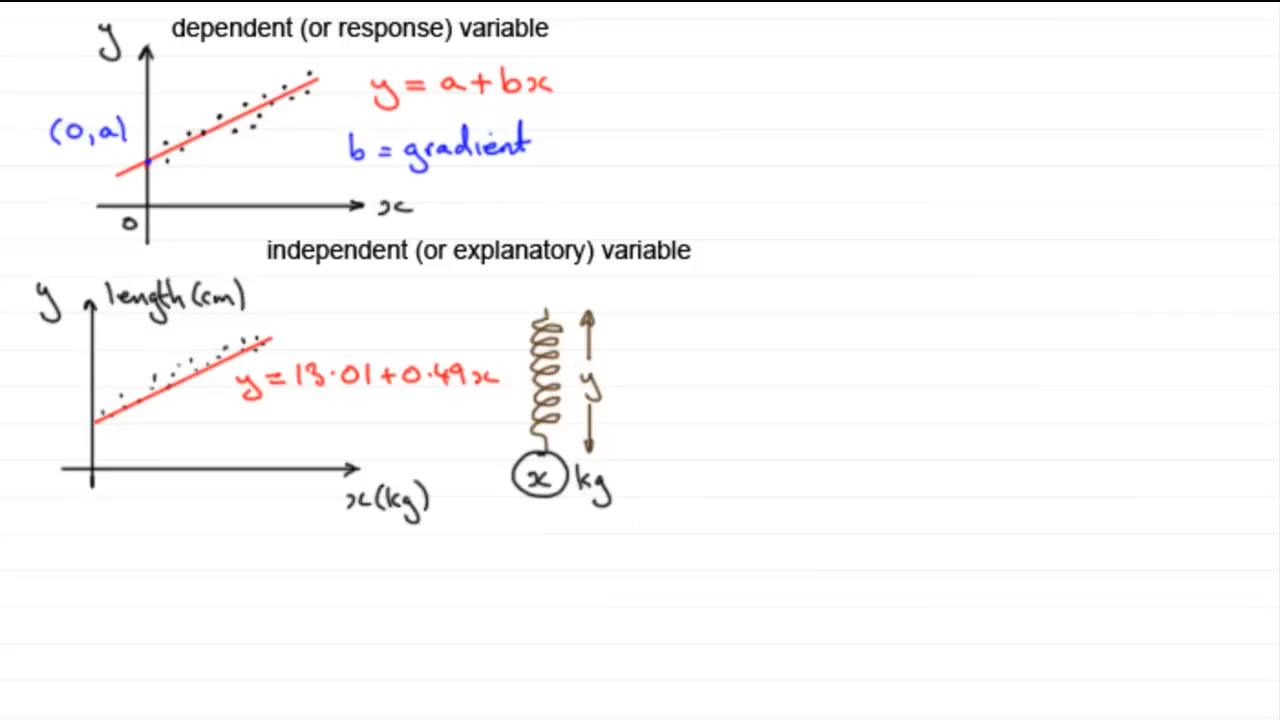 y dependent (or response) variable
y = a + bx
(0, a)
b = gradient
x
0
independent (or explanatory) variable
y length (cm)
y = 13·01 + 0·49x
y
x kg
x (kg)